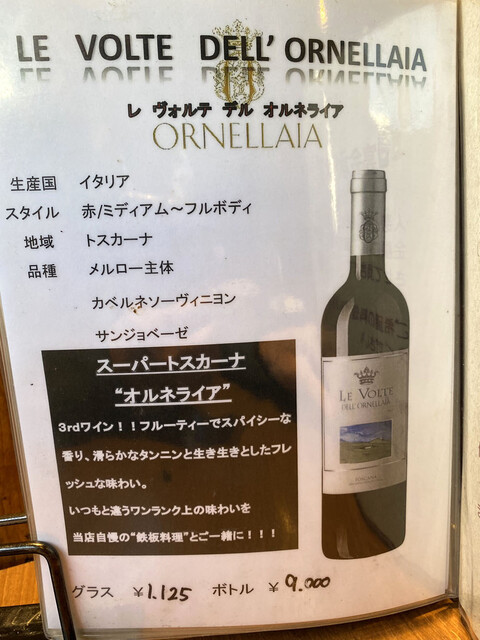 LE VOLTE DELL' ORNELLAIA
レ ヴォルテ デル オルネライア
ORNELLAIA
生産国 イタリア
スタイル 赤/ミディアム～フルボディ
地域 トスカーナ
品種 メルロー主体
カベルネソーヴィニヨン
サンジョベーゼ
スーパートスカーナ
“オルネライア”
3rdワイン！！フルーティーでスパイシーな
香り、滑らかなタンニンと生き生きとしたフレ
ッシュな味わい。
いつもと違うワンランク上の味わいを
当店自慢の“鉄板料理”とご一緒に！！！
LE VOLTE
DELL'ORNELLAIA
TOSCANA
グラス ￥1.125 ボトル ￥9.000